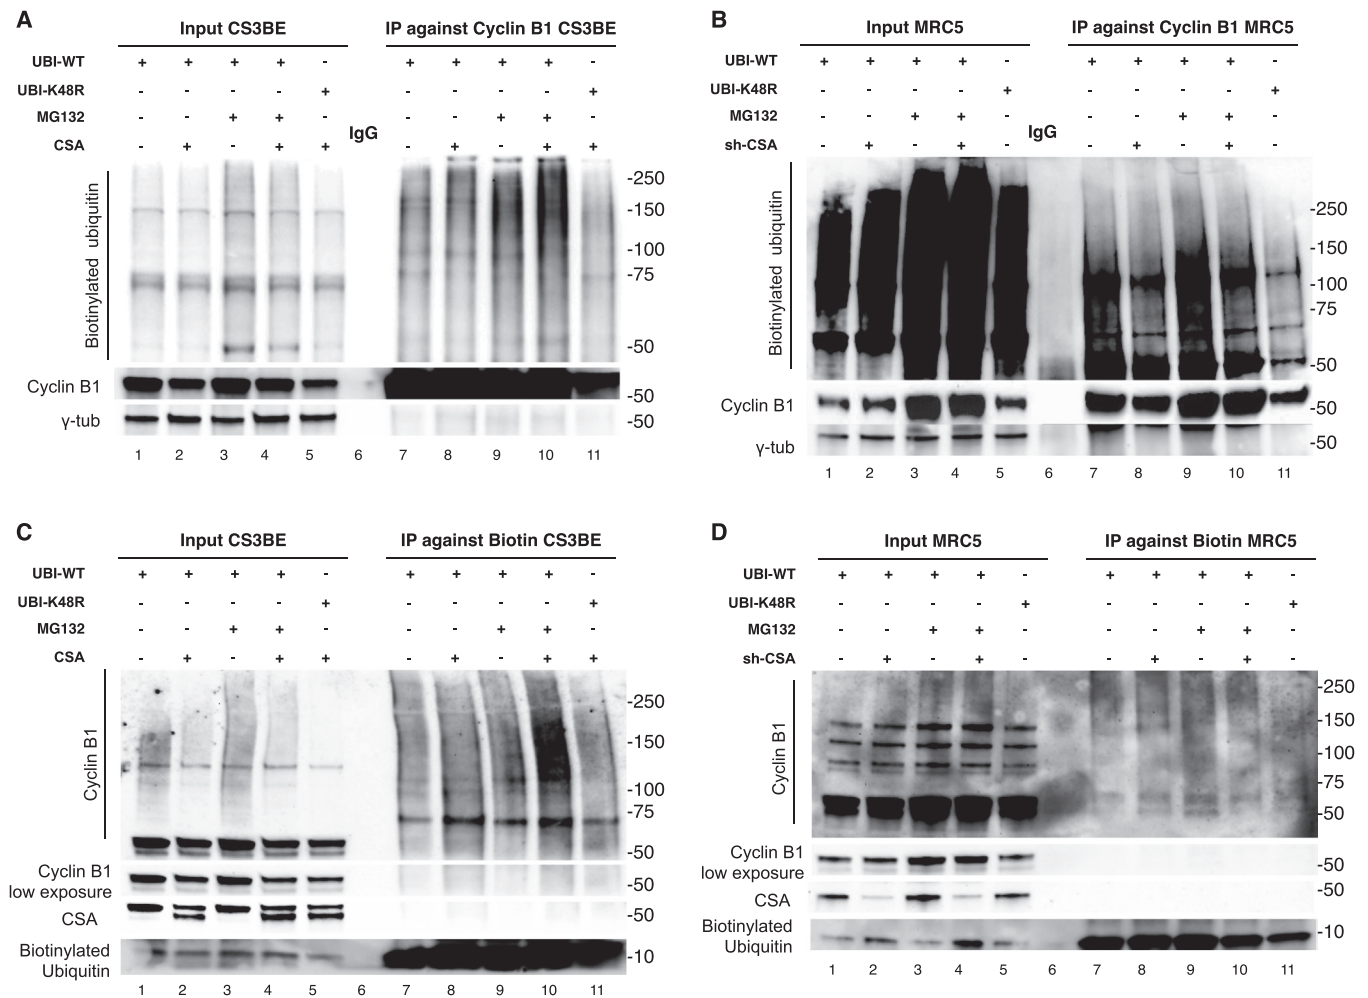 A
Input CS3BE IP against Cyclin B1 CS3BE
UBI-WT + + + + - + + + + -
UBI-K48R - - - - + - - - - +
MG132 - - + + - - - + + -
CSA - + - + + IgG - + - + +
Biotinylated ubiquitin
-250
-150
-100
-75
-50
Cyclin B1 -50
γ-tub -50
1 2 3 4 5 6 7 8 9 10 11
B
Input MRC5 IP against Cyclin B1 MRC5
UBI-WT + + + + - + + + + -
UBI-K48R - - - - + - - - - +
MG132 - - + + - - - + + -
sh-CSA - + - + - IgG - + - + -
Biotinylated ubiquitin
-250
-150
-100
-75
-50
Cyclin B1 -50
γ-tub -50
1 2 3 4 5 6 7 8 9 10 11
C
Input CS3BE IP against Biotin CS3BE
UBI-WT + + + + - + + + + -
UBI-K48R - - - - + - - - - +
MG132 - - + + - - - + + -
CSA - + - + + - + - + +
Cyclin B1
-250
-150
-100
-75
-50
Cyclin B1
low exposure -50
CSA -50
Biotinylated
Ubiquitin -10
1 2 3 4 5 6 7 8 9 10 11
D
Input MRC5 IP against Biotin MRC5
UBI-WT + + + + - + + + + -
UBI-K48R - - - - + - - - - +
MG132 - - + + - - - + + -
sh-CSA - + - + - - + - + -
Cyclin B1
-250
-150
-100
-75
-50
Cyclin B1
low exposure -50
CSA -50
Biotinylated
Ubiquitin -10
1 2 3 4 5 6 7 8 9 10 11